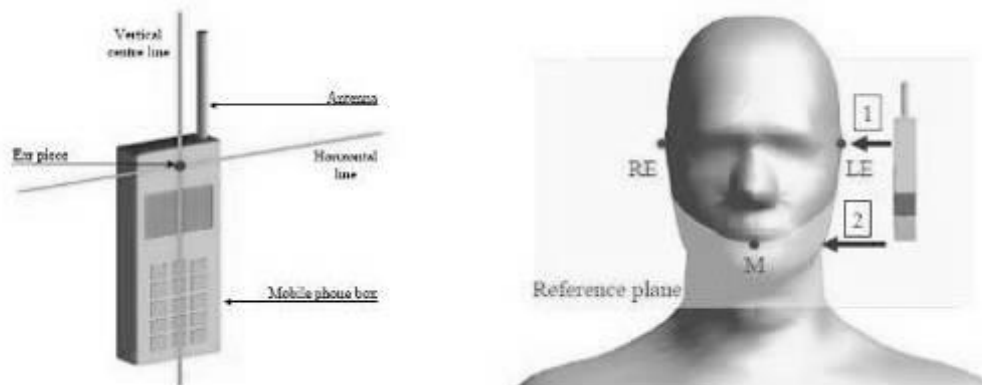 Vertical
centre line
Antenna
Ear piece
Horizontal
line
Mobile phone box
1
RE
LE
2
M
Reference plane